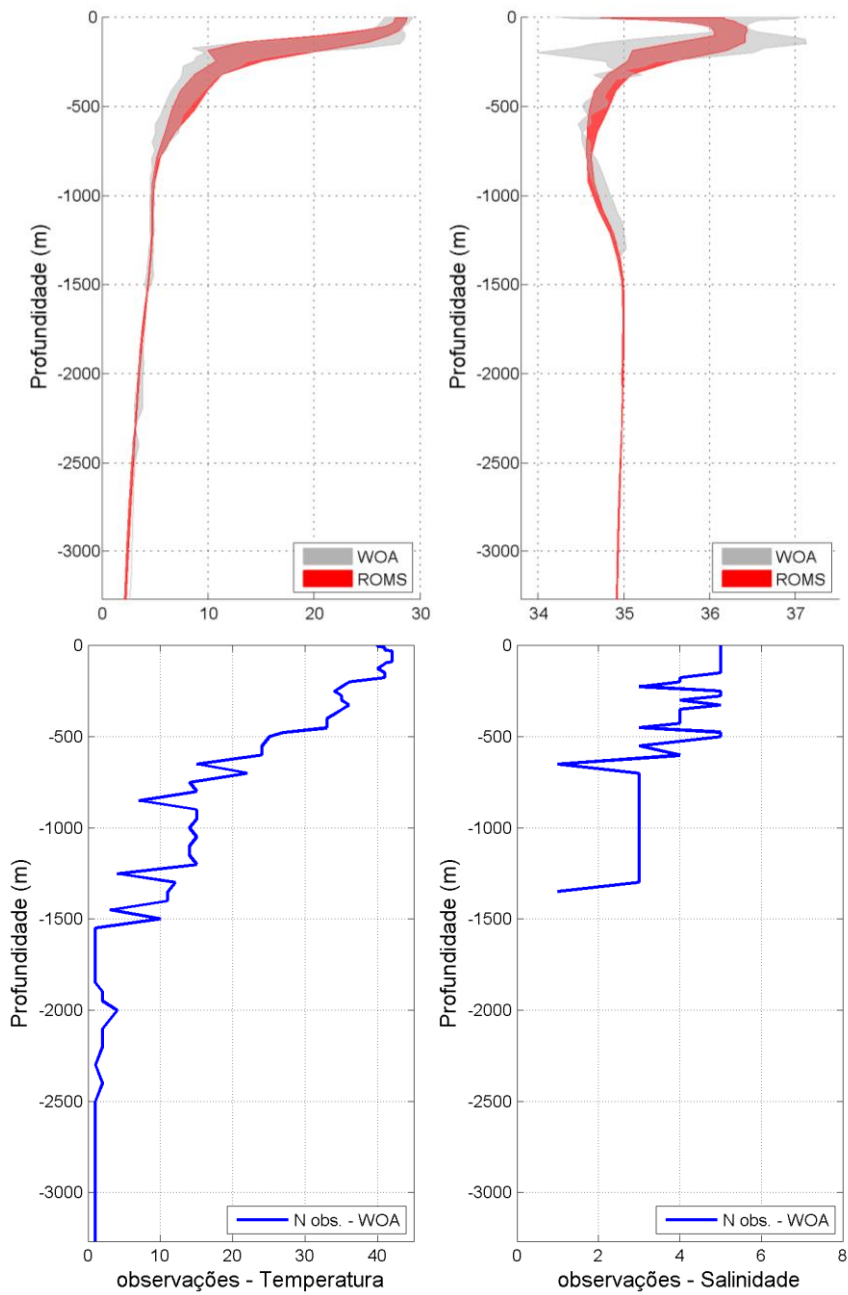 0
-500
-1000
-1500
-2000
-2500
-3000
Profundidade (m)
WOA
ROMS
0 10 20 30
0
-500
-1000
-1500
-2000
-2500
-3000
Profundidade (m)
WOA
ROMS
34 35 36 37
0
-500
-1000
-1500
-2000
-2500
-3000
Profundidade (m)
N obs. - WOA
0 10 20 30 40
observações - Temperatura
0
-500
-1000
-1500
-2000
-2500
-3000
Profundidade (m)
N obs. - WOA
0 2 4 6 8
observações - Salinidade